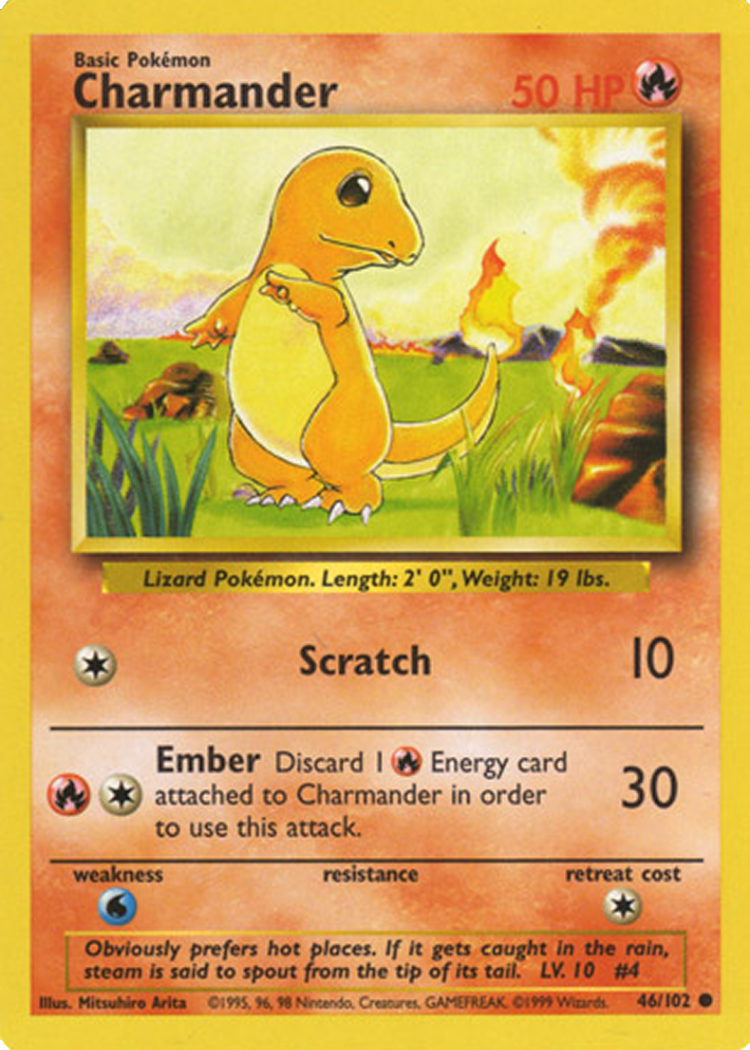 Basic Pokémon
Charmander 50 HP
Lizard Pokémon. Length: 2' 0", Weight: 19 lbs.
Scratch 10
Ember Discard 1 Energy card
attached to Charmander in order
to use this attack.
30
weakness resistance retreat cost
Obviously prefers hot places. If it gets caught in the rain,
steam is said to spout from the tip of its tail. LV. 10 #4
Illus. Mitsuhiro Arita ©1995, 96, 98 Nintendo, Creatures, GAMEFREAK. ©1999 Wizards. 46/102